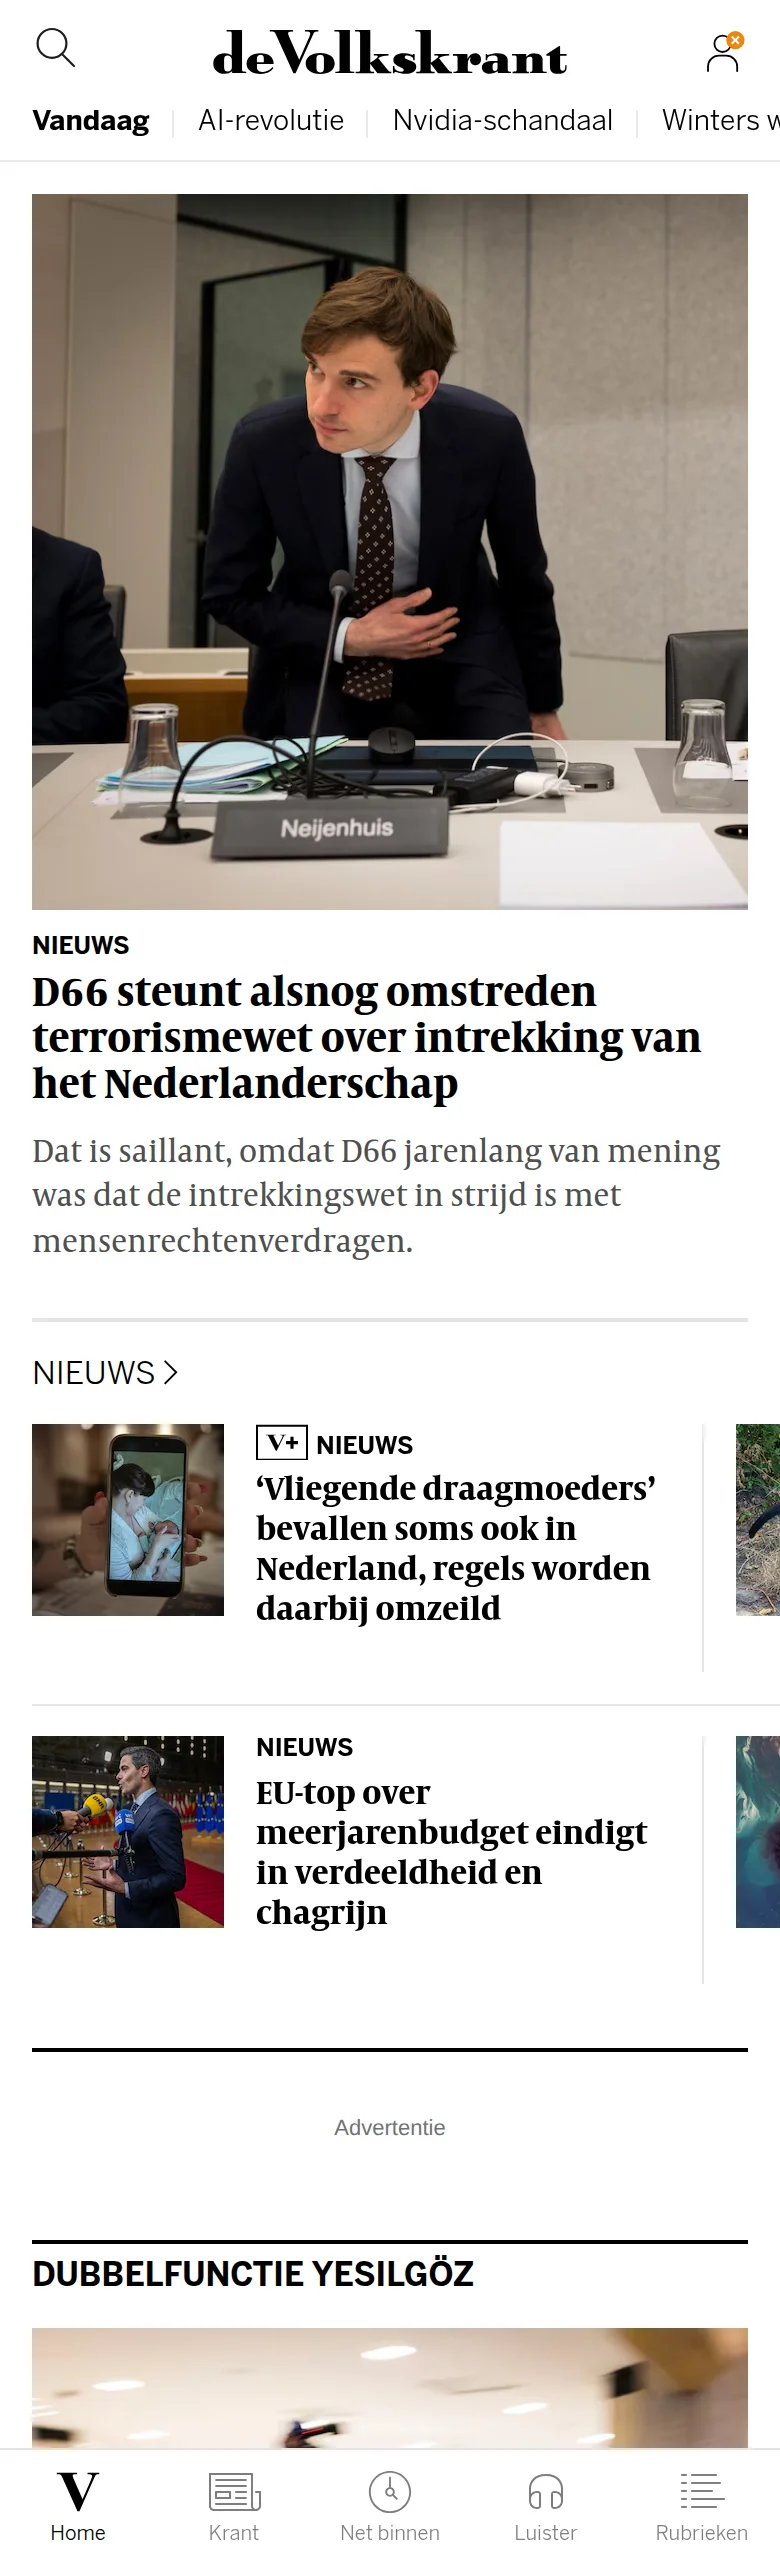 deVolkskrant
Vandaag
AI-revolutie
Nvidia-schandaal
Winters w
Neijenhuis
NIEUWS
D66 steunt alsnog omstreden
terrorismewet over intrekking van
het Nederlanderschap
Dat is saillant, omdat D66 jarenlang van mening
was dat de intrekkingswet in strijd is met
mensenrechtenverdragen.
NIEUWS
V+ NIEUWS
‘Vliegende draagmoeders’
bevallen soms ook in
Nederland, regels worden
daarbij omzeild
NIEUWS
EU-top over
meerjarenbudget eindigt
in verdeeldheid en
chagrijn
Advertentie
DUBBELFUNCTIE YESILGÖZ
V
Home
Krant
Net binnen
Luister
Rubrieken